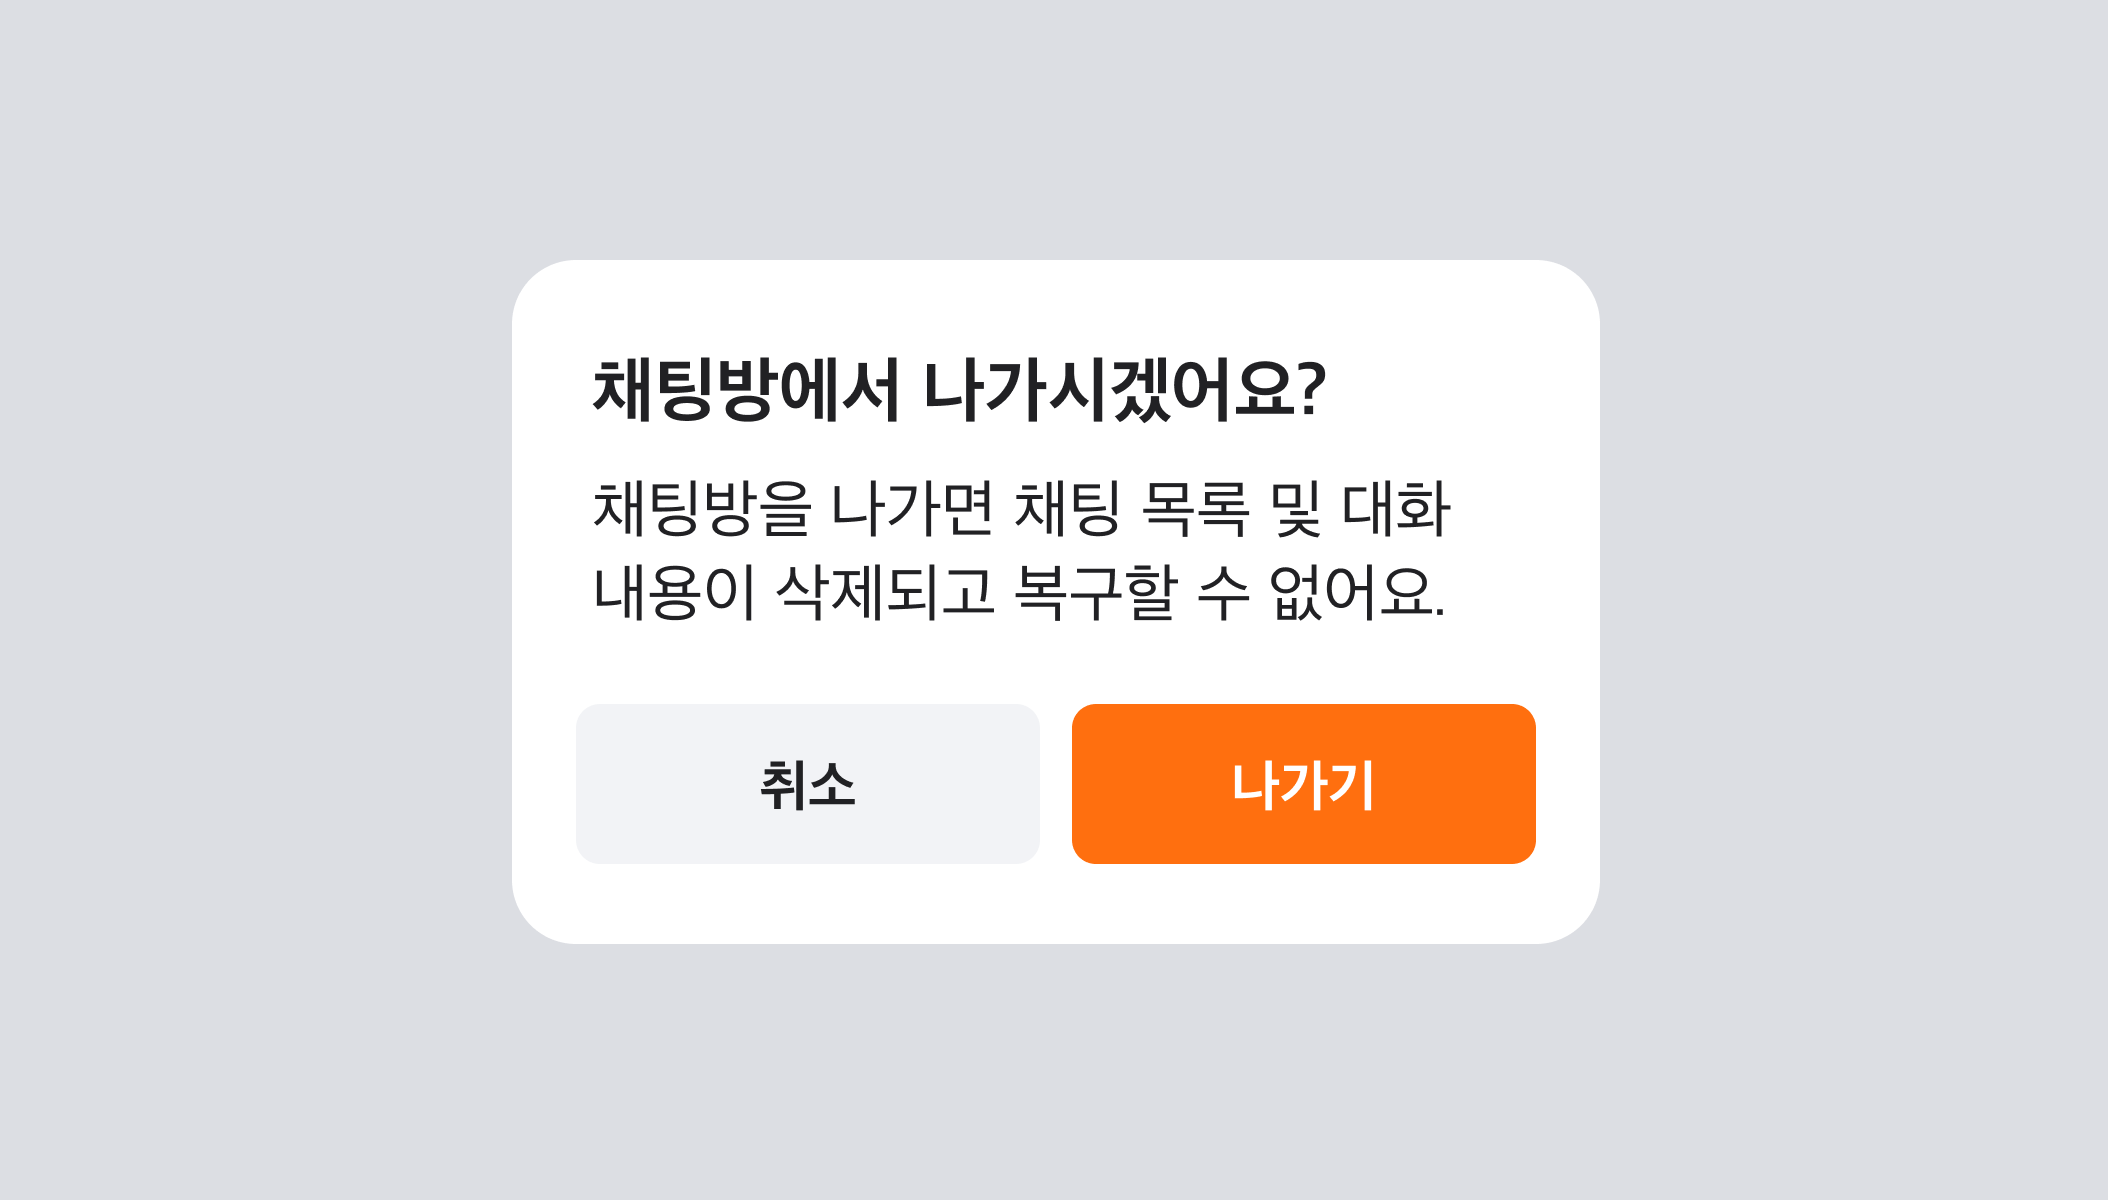 채팅방에서 나가시겠어요?
채팅방을 나가면 채팅 목록 및 대화
내용이 삭제되고 복구할 수 없어요.
취소
나가기